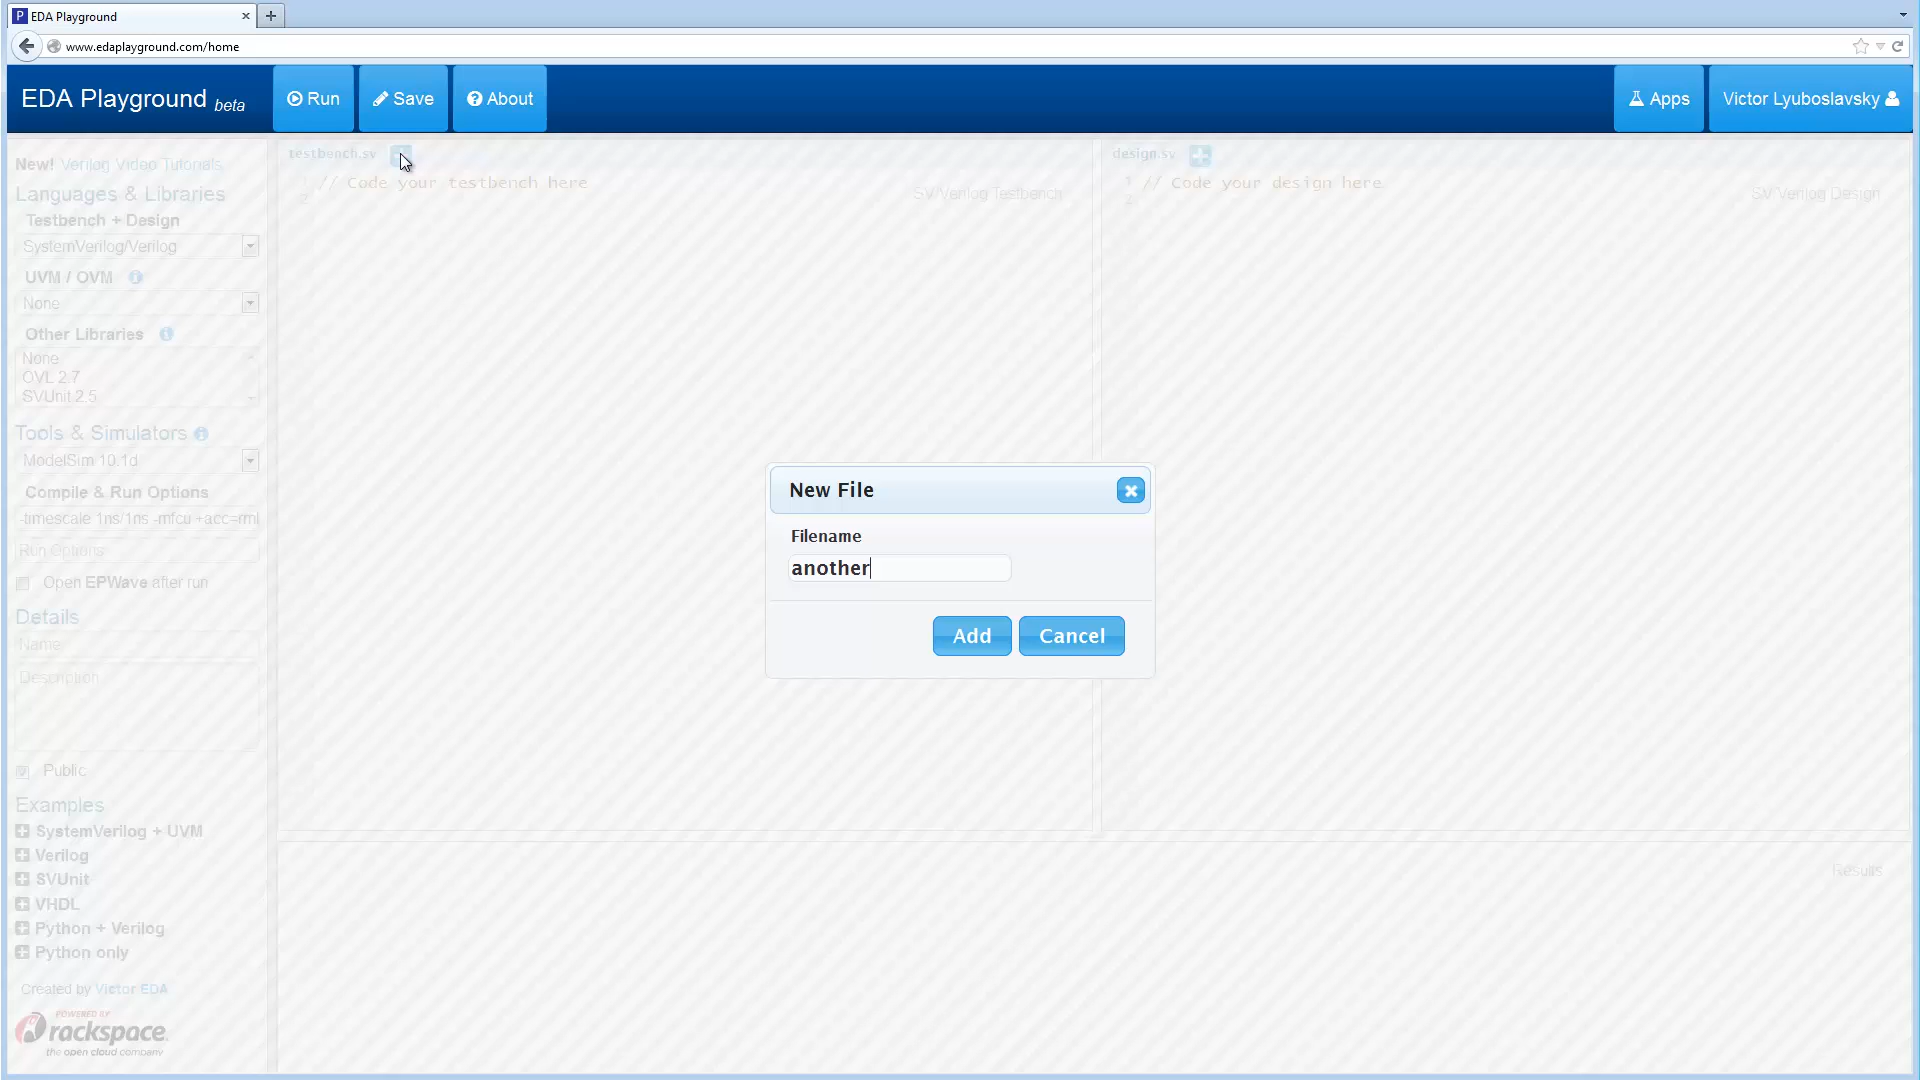 EDA Playground
www.edaplayground.com/home
EDA Playground beta
Run
Save
About
Apps
Victor Lyuboslavsky
New! Verilog Video Tutorials
Languages & Libraries
Testbench + Design
SystemVerilog/Verilog
UVM / OVM
None
Other Libraries
None
OVL 2.7
SVUnit 2.5
Tools & Simulators
ModelSim 10.1d
Compile & Run Options
-timescale 1ns/1ns -mfcu +acc=rml
Run Options
Open EPWave after run
Details
Name
Description
Public
Examples
SystemVerilog + UVM
Verilog
SVUnit
VHDL
Python + Verilog
Python only
Created by Victor EDA
POWERED BY
rackspace
the open cloud company
testbench.sv
// Code your testbench here
2
SV/Verilog Testbench
design.sv
1 // Code your design here
2
SV/Verilog Design
New File
Filename
another
Add
Cancel
Results